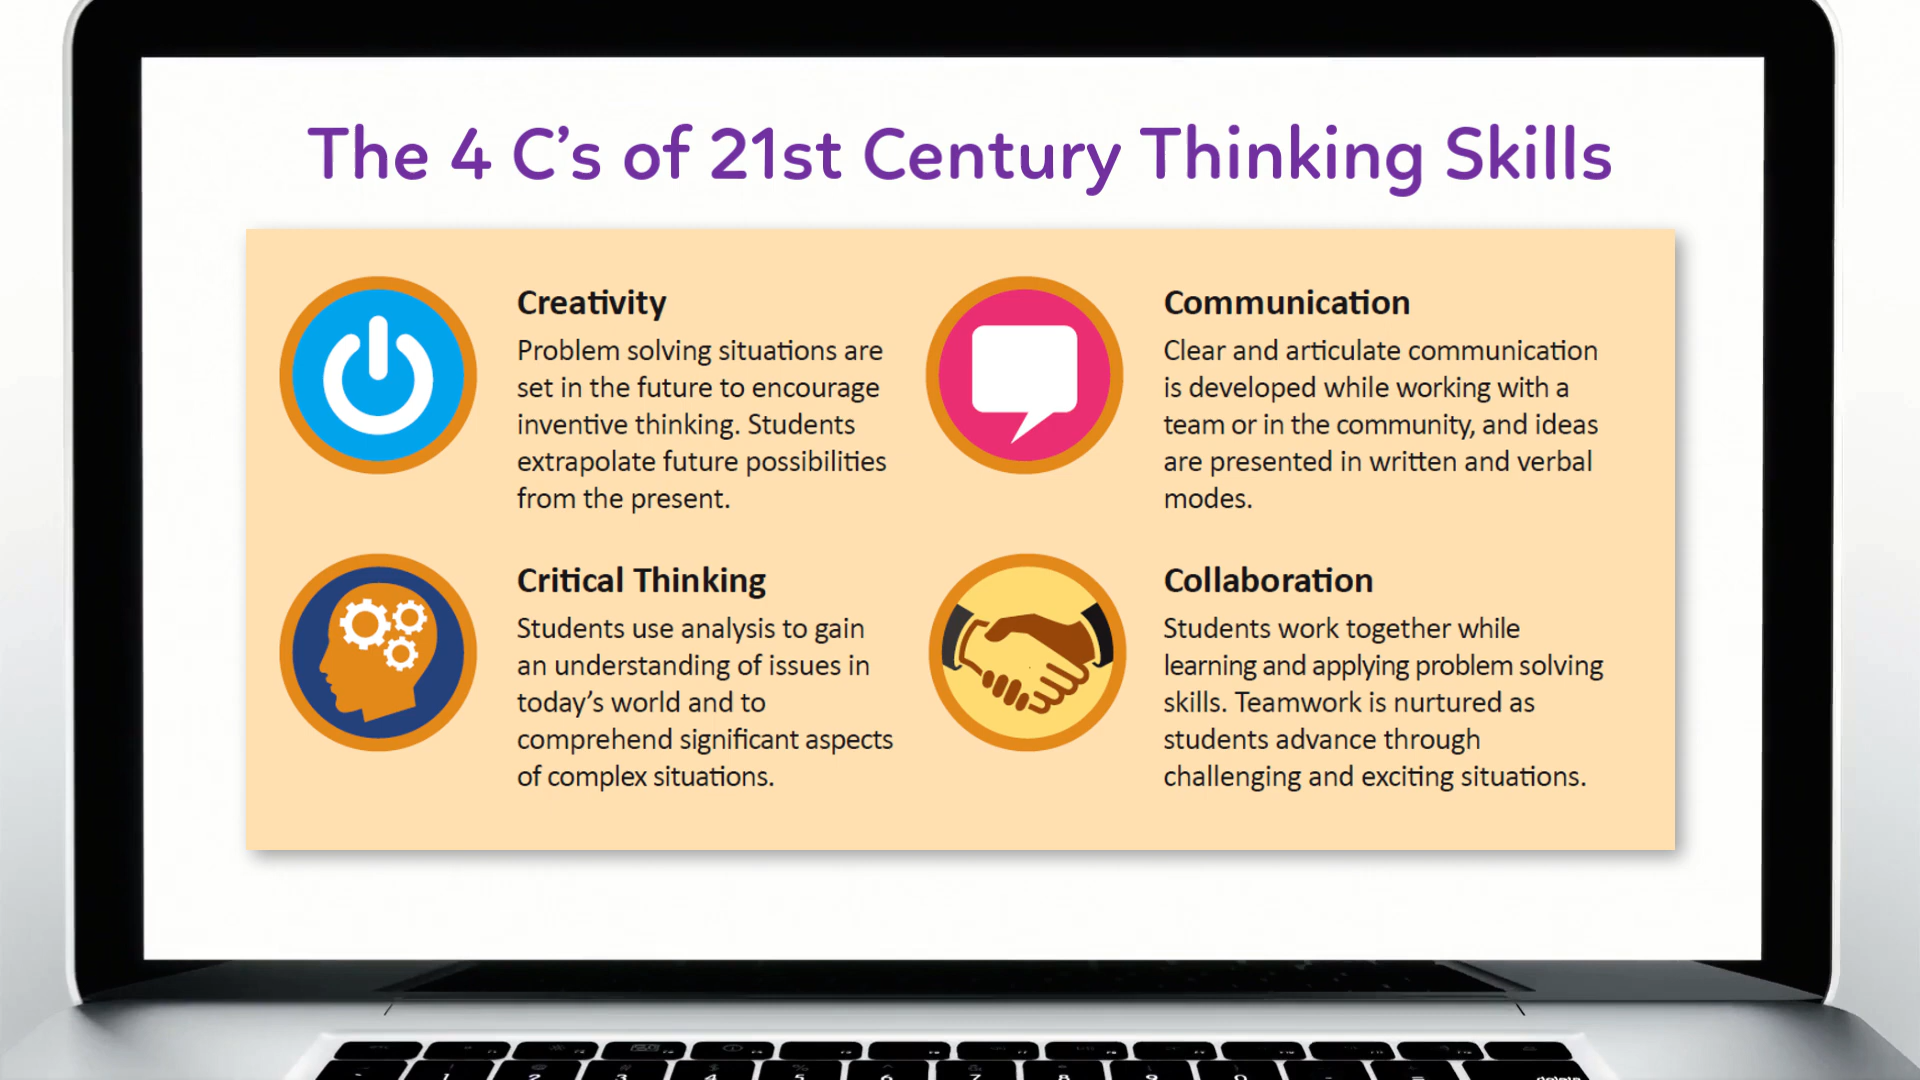 The 4 C’s of 21st Century Thinking Skills
Creativity
Problem solving situations are
set in the future to encourage
inventive thinking. Students
extrapolate future possibilities
from the present.
Communication
Clear and articulate communication
is developed while working with a
team or in the community, and ideas
are presented in written and verbal
modes.
Critical Thinking
Students use analysis to gain
an understanding of issues in
today’s world and to
comprehend significant aspects
of complex situations.
Collaboration
Students work together while
learning and applying problem solving
skills. Teamwork is nurtured as
students advance through
challenging and exciting situations.